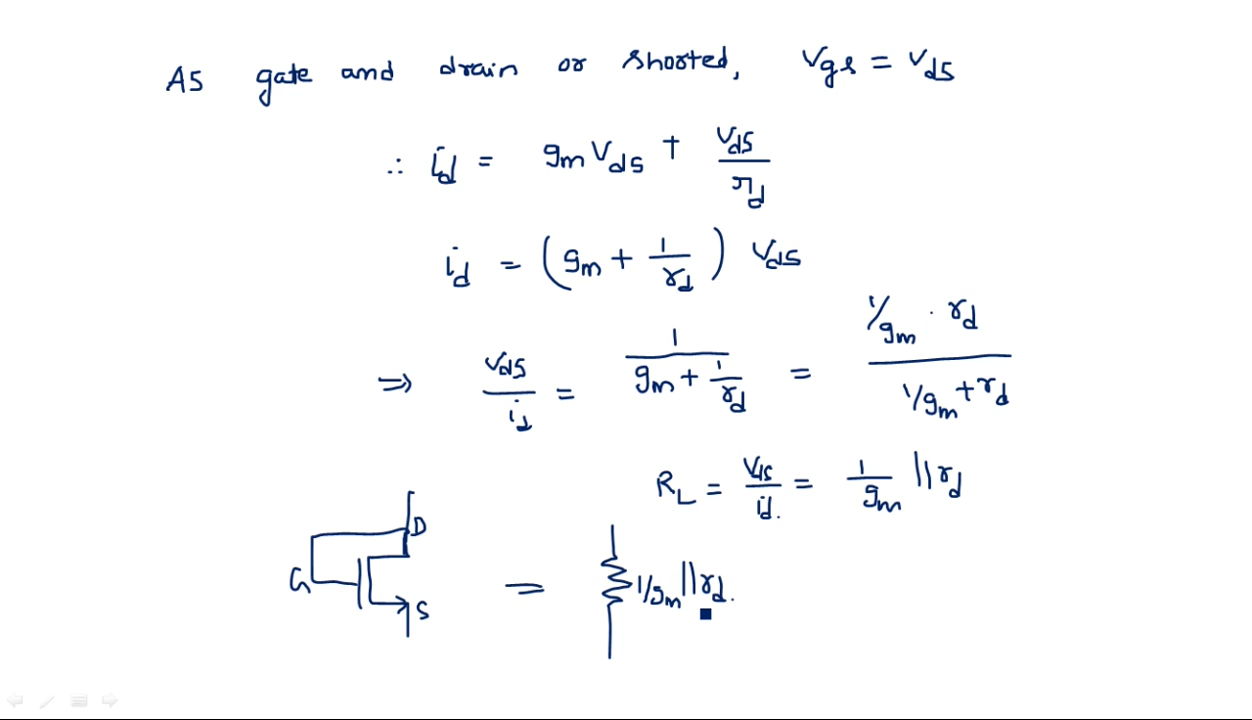 As gate and drain or shorted, Vgs = Vds
∴ id = gm Vds + Vds/rd
id = (gm + 1/rd) Vds
⇒ Vds/id = 1/(gm + 1/rd) = (1/gm · rd)/(1/gm + rd)
RL = Vds/id. = 1/gm || rd
D
G
S
= 1/gm || rd.